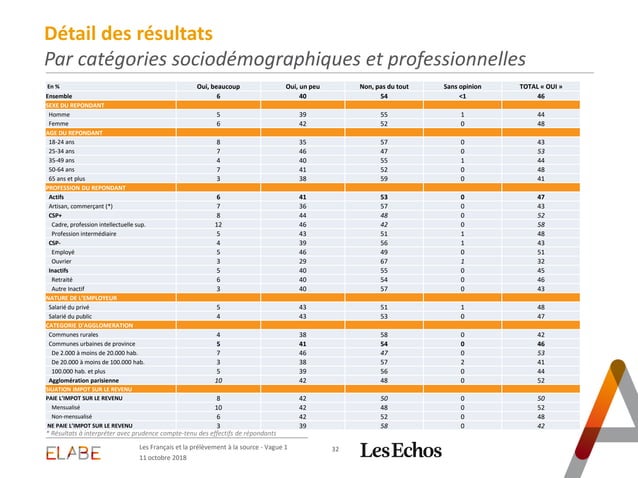 Détail des résultats
Par catégories sociodémographiques et professionnelles
En % Oui, beaucoup Oui, un peu Non, pas du tout Sans opinion TOTAL « OUI »
Ensemble 6 40 54 <1 46
SEXE DU REPONDANT
Homme 5 39 55 1 44
Femme 6 42 52 0 48
AGE DU REPONDANT
18-24 ans 8 35 57 0 43
25-34 ans 7 46 47 0 53
35-49 ans 4 40 55 1 44
50-64 ans 7 41 52 0 48
65 ans et plus 3 38 59 0 41
PROFESSION DU REPONDANT
Actifs 6 41 53 0 47
Artisan, commerçant (*) 7 36 57 0 43
CSP+ 8 44 48 0 52
Cadre, profession intellectuelle sup. 12 46 42 0 58
Profession intermédiaire 5 43 51 1 48
CSP- 4 39 56 1 43
Employé 5 46 49 0 51
Ouvrier 3 29 67 1 32
Inactifs 5 40 55 0 45
Retraité 6 40 54 0 46
Autre Inactif 3 40 57 0 43
NATURE DE L'EMPLOYEUR
Salarié du privé 5 43 51 1 48
Salarié du public 4 43 53 0 47
CATEGORIE D'AGGLOMERATION
Communes rurales 4 38 58 0 42
Communes urbaines de province 5 41 54 0 46
De 2.000 à moins de 20.000 hab. 7 46 47 0 53
De 20.000 à moins de 100.000 hab. 3 38 57 2 41
100.000 hab. et plus 5 39 56 0 44
Agglomération parisienne 10 42 48 0 52
SIUATION IMPOT SUR LE REVENU
PAIE L'IMPOT SUR LE REVENU 8 42 50 0 50
Mensualisé 10 42 48 0 52
Non-mensualisé 6 42 52 0 48
NE PAIE L'IMPOT SUR LE REVENU 3 39 58 0 42
* Résultats à interpréter avec prudence compte-tenu des effectifs de répondants
ELABE
Les Français et la prélèvement à la source - Vague 1
11 octobre 2018
32
Les Echos